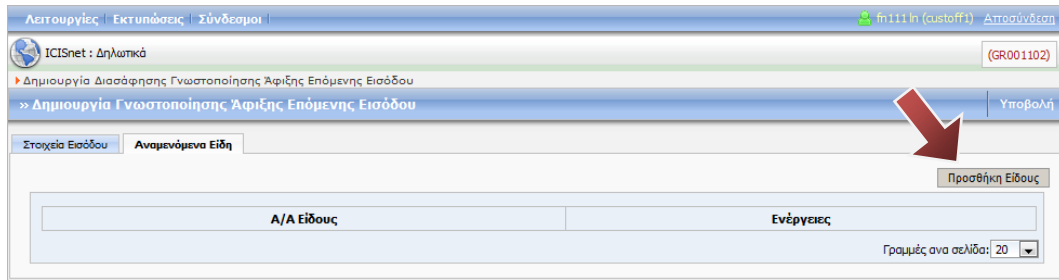 Λειτουργίες | Εκτυπώσεις | Σύνδεσμοι | fn111 ln (custoff1) Αποσύνδεση
ICISnet : Δηλωτικά (GR001102)
Δημιουργία Διασάφησης Γνωστοποίησης Άφιξης Επόμενης Εισόδου
» Δημιουργία Γνωστοποίησης Άφιξης Επόμενης Εισόδου Υποβολή
Στοιχεία Εισόδου Αναμενόμενα Είδη
Προσθήκη Είδους
Α/Α Είδους Ενέργειες
Γραμμές ανα σελίδα: 20